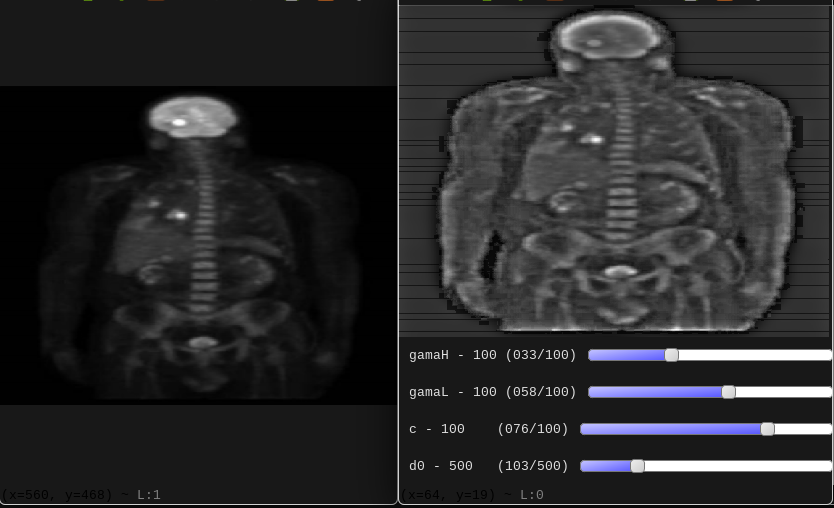 gamaH - 100 (033/100)
gamaL - 100 (058/100)
c - 100 (076/100)
d0 - 500 (103/500)
(x=560, y=468) ~ L:1
(x=64, y=19) ~ L:0